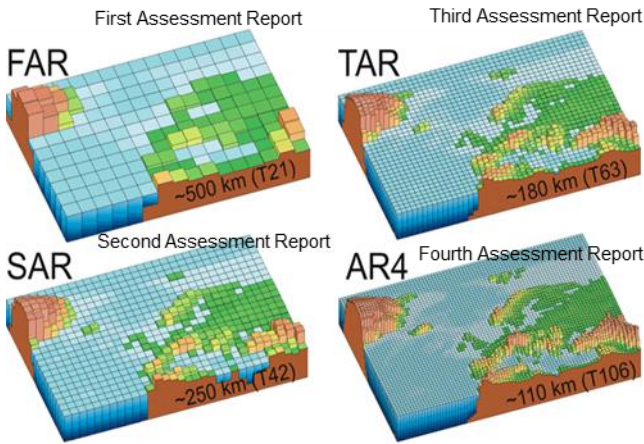 First Assessment Report
FAR
~500 km (T21)
Third Assessment Report
TAR
~180 km (T63)
Second Assessment Report
SAR
~250 km (T42)
Fourth Assessment Report
AR4
~110 km (T106)